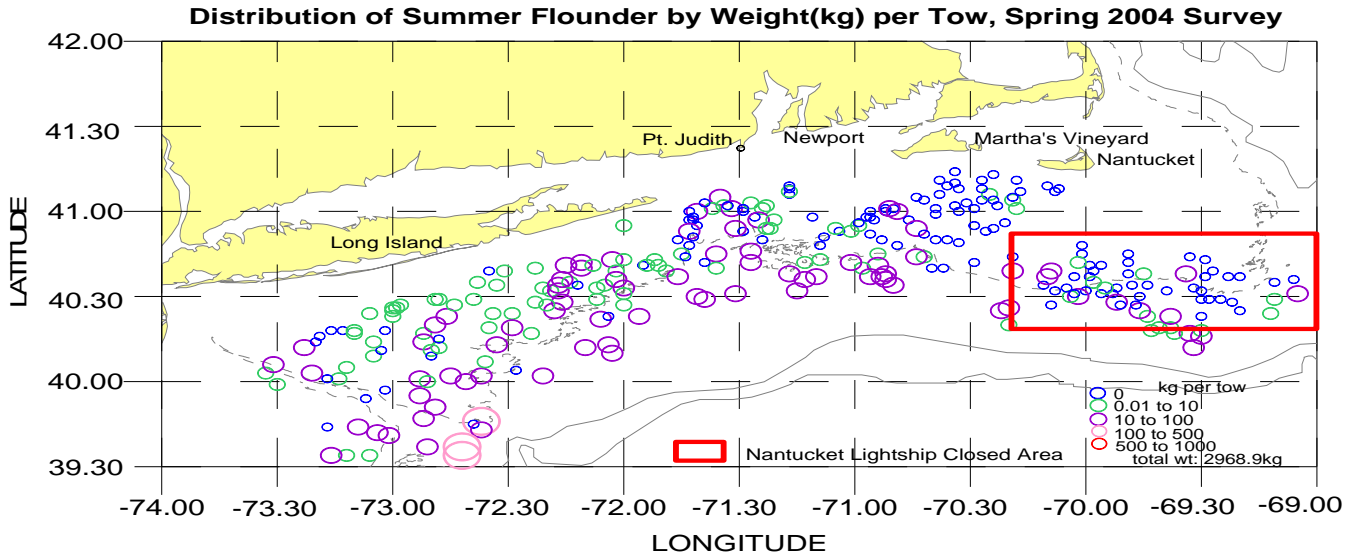 Distribution of Summer Flounder by Weight(kg) per Tow, Spring 2004 Survey
42.00
41.30
41.00
40.30
40.00
39.30
LATITUDE
Pt. Judith
Newport
Martha's Vineyard
Nantucket
Long Island
kg per tow
0
0.01 to 10
10 to 100
100 to 500
500 to 1000
total wt: 2968.9kg
Nantucket Lightship Closed Area
-74.00 -73.30 -73.00 -72.30 -72.00 -71.30 -71.00 -70.30 -70.00 -69.30 -69.00
LONGITUDE